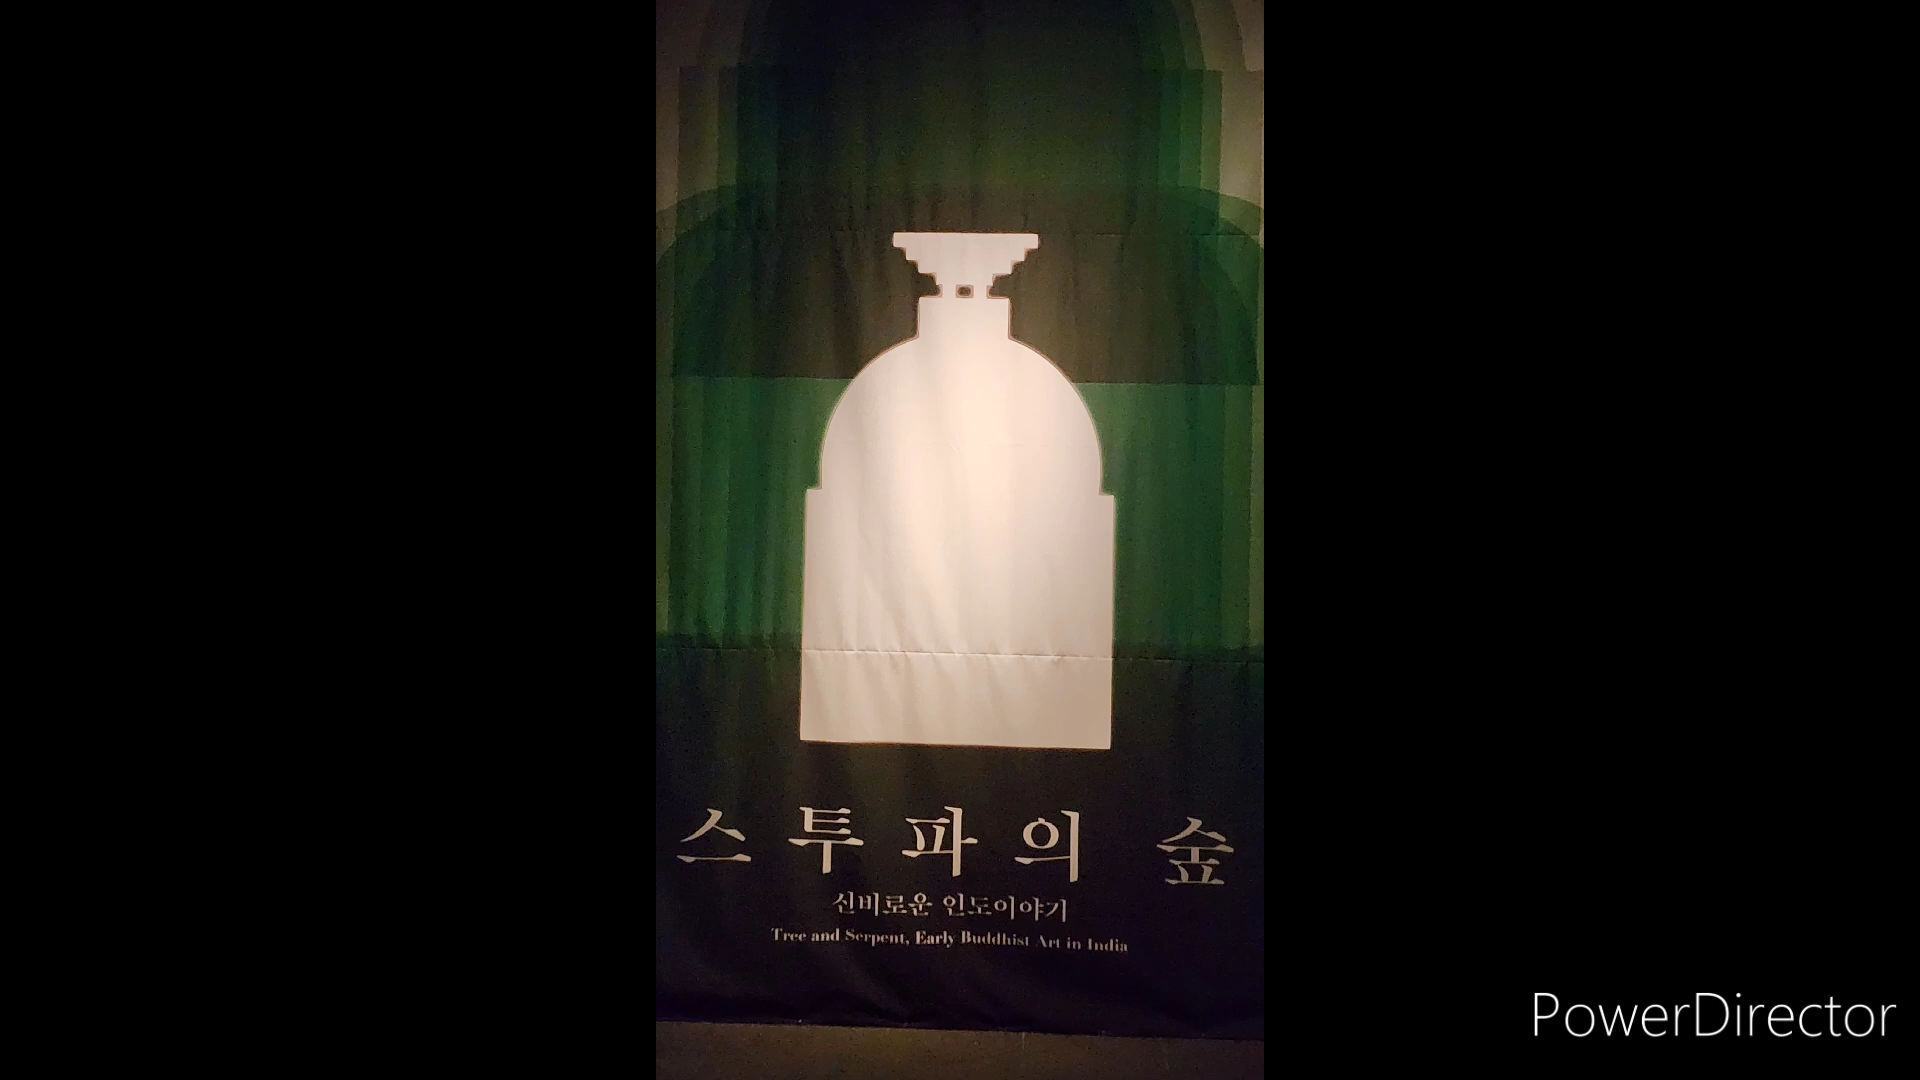 스투파의 숲
신비로운 인도이야기
Tree and Serpent, Early Buddhist Art in India
PowerDirector